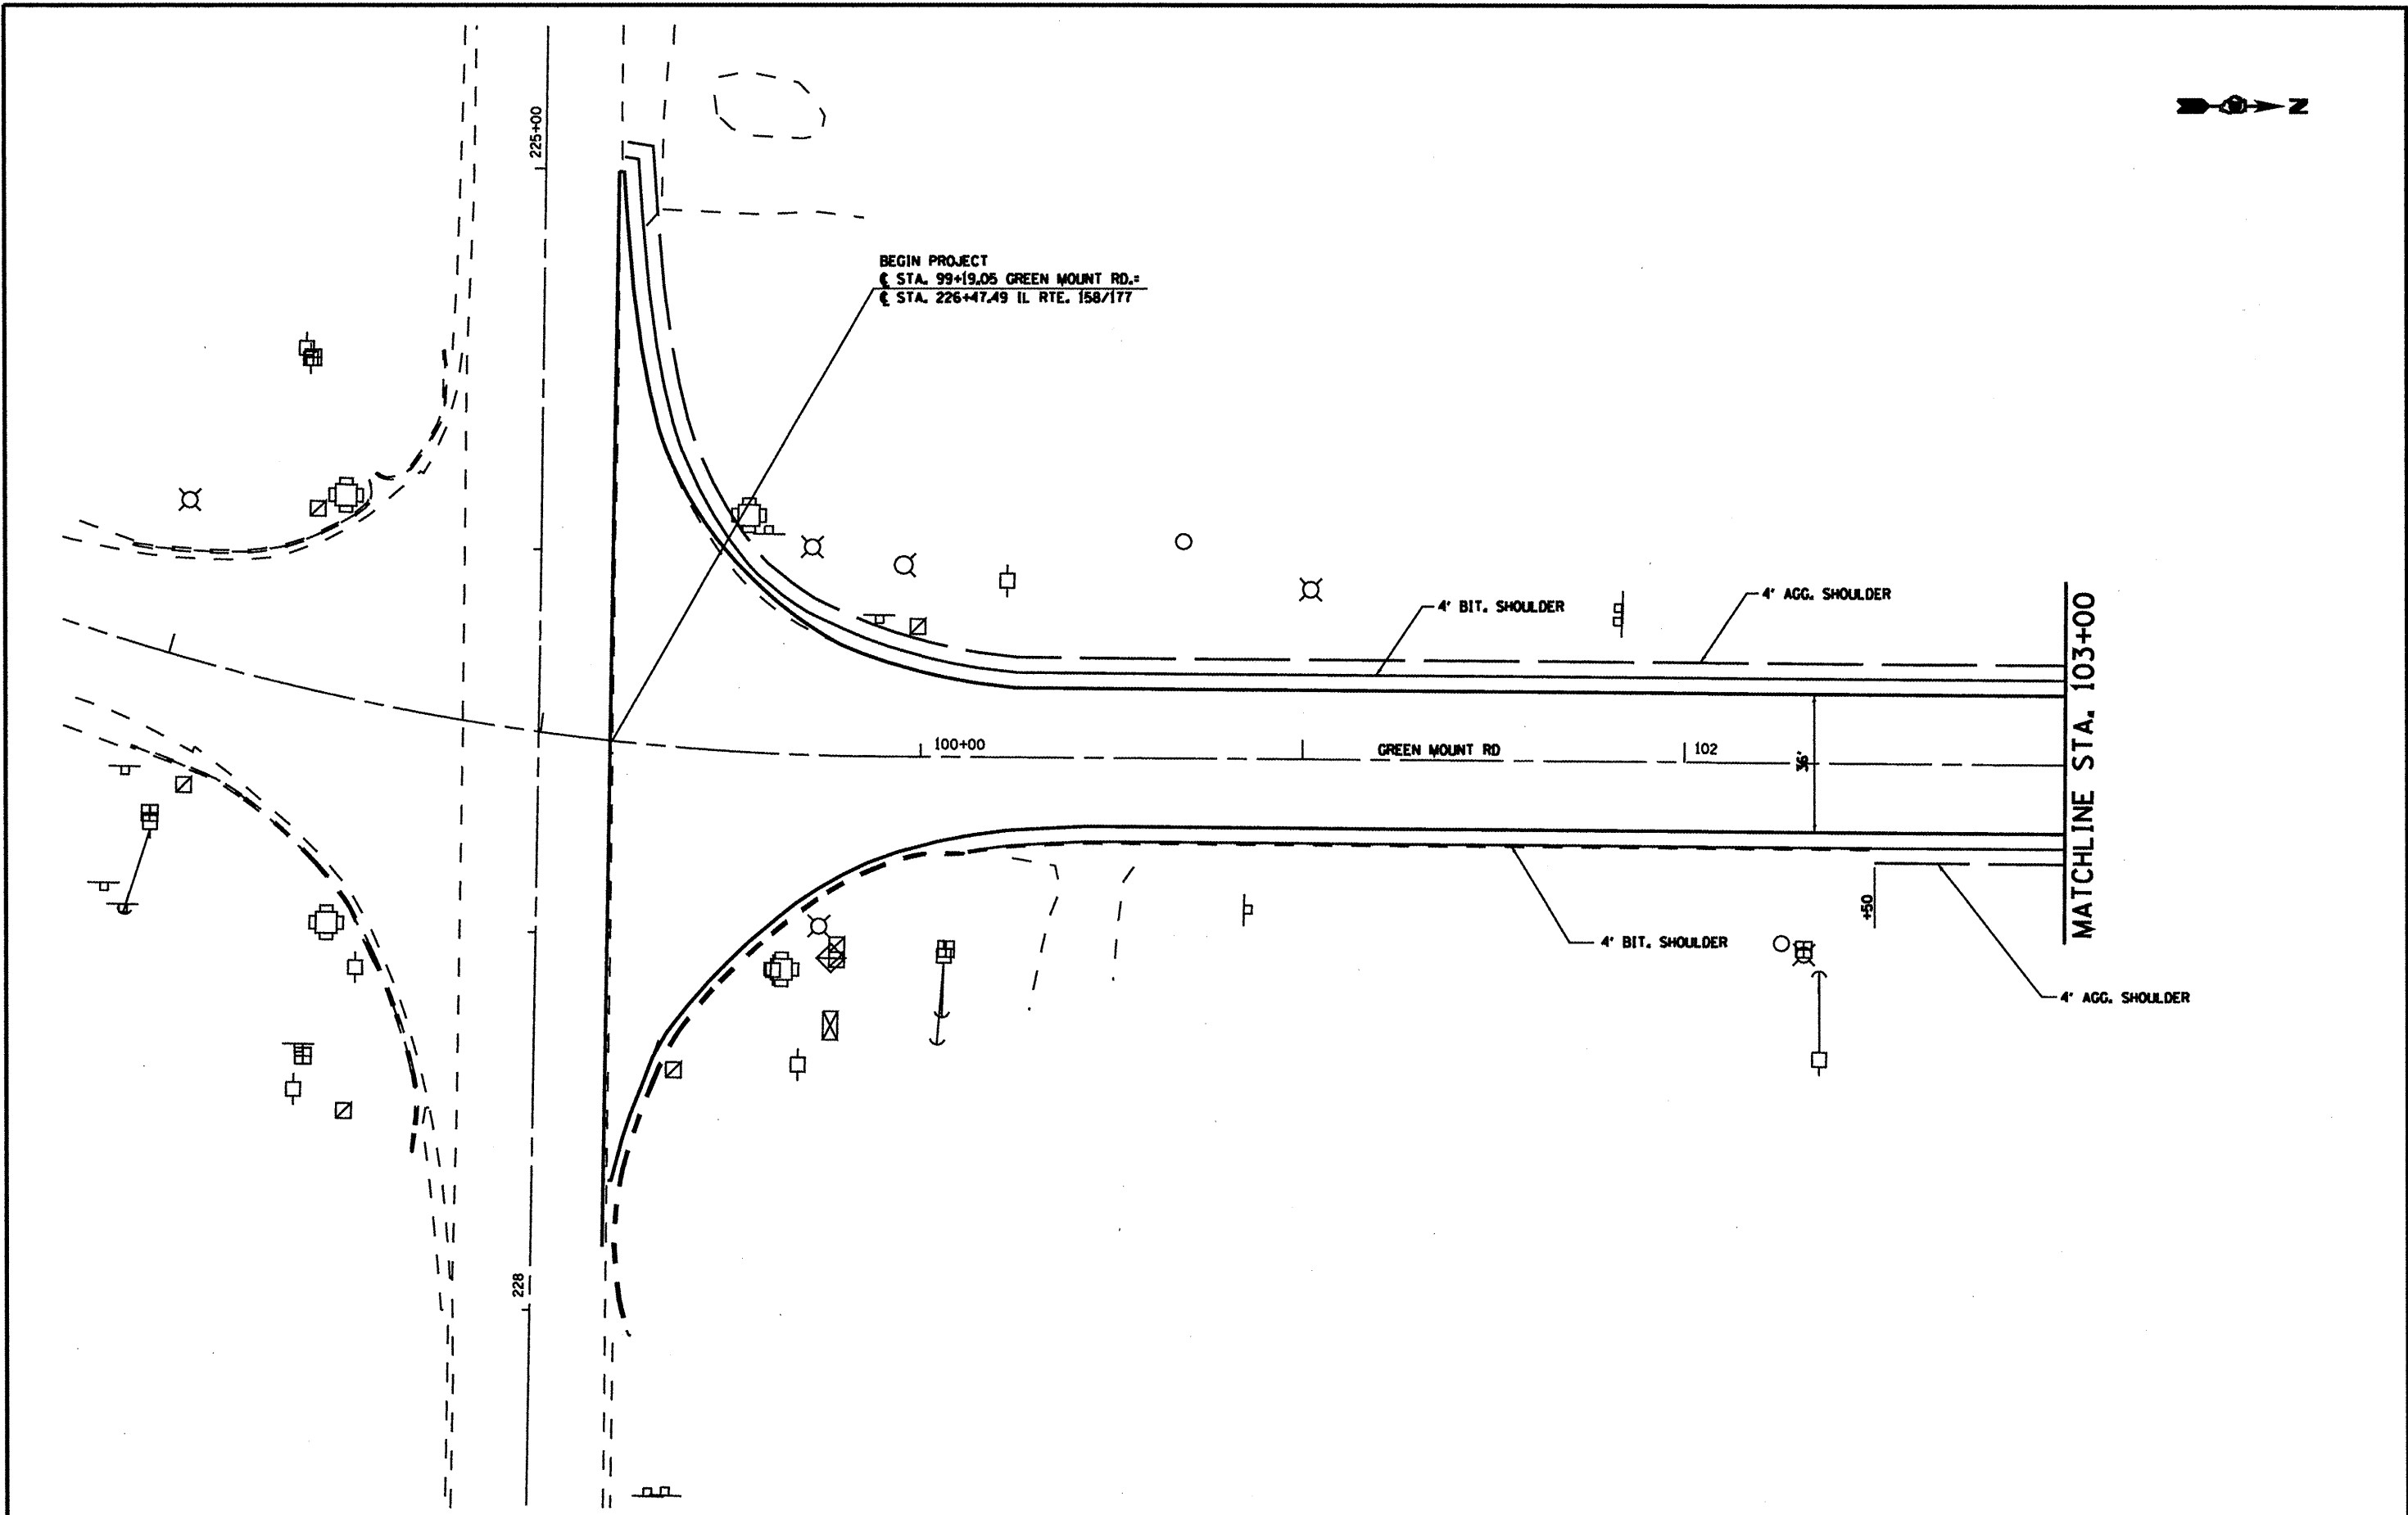 225+00
N
BEGIN PROJECT
℄ STA. 99+19.05 GREEN MOUNT RD.=
℄ STA. 226+47.49 IL RTE. 158/177
4' BIT. SHOULDER
4' AGG. SHOULDER
MATCHLINE STA. 103+00
100+00
GREEN MOUNT RD
102
36'
+50
4' BIT. SHOULDER
4' AGG. SHOULDER
228